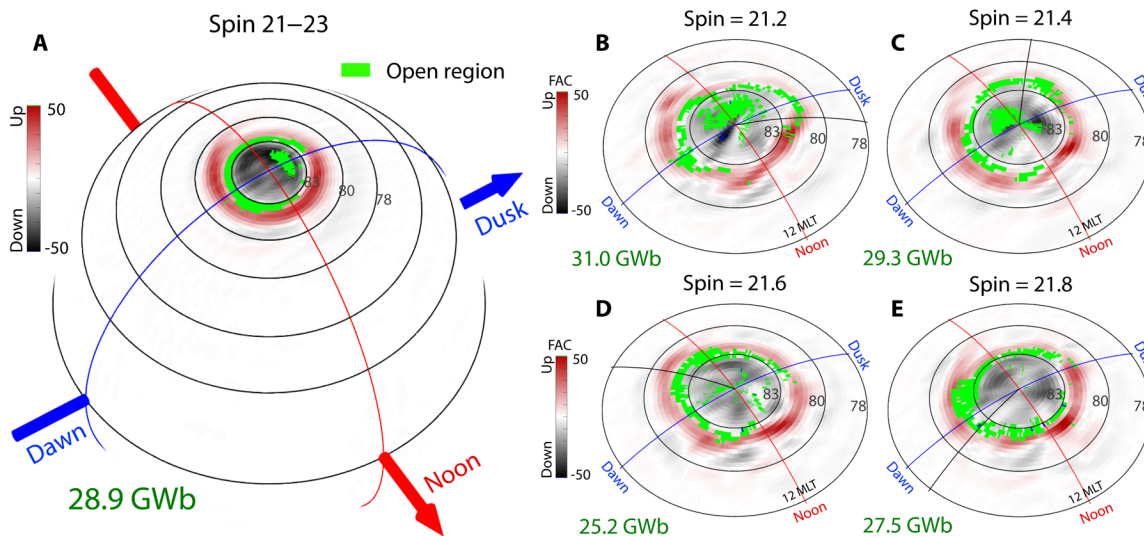 Spin 21−23
A
Open region
Up
50
Down
-50
83
80
78
Dusk
Dawn
Noon
28.9 GWb
Spin = 21.2
B
FAC
Up
50
Down
-50
Dusk
83
80
78
Dawn
12 MLT
Noon
31.0 GWb
Spin = 21.4
C
Dusk
83
80
78
Dawn
12 MLT
Noon
29.3 GWb
Spin = 21.6
D
FAC
Up
50
Down
-50
Dusk
83
80
78
Dawn
12 MLT
Noon
25.2 GWb
Spin = 21.8
E
Dusk
83
80
78
Dawn
12 MLT
Noon
27.5 GWb